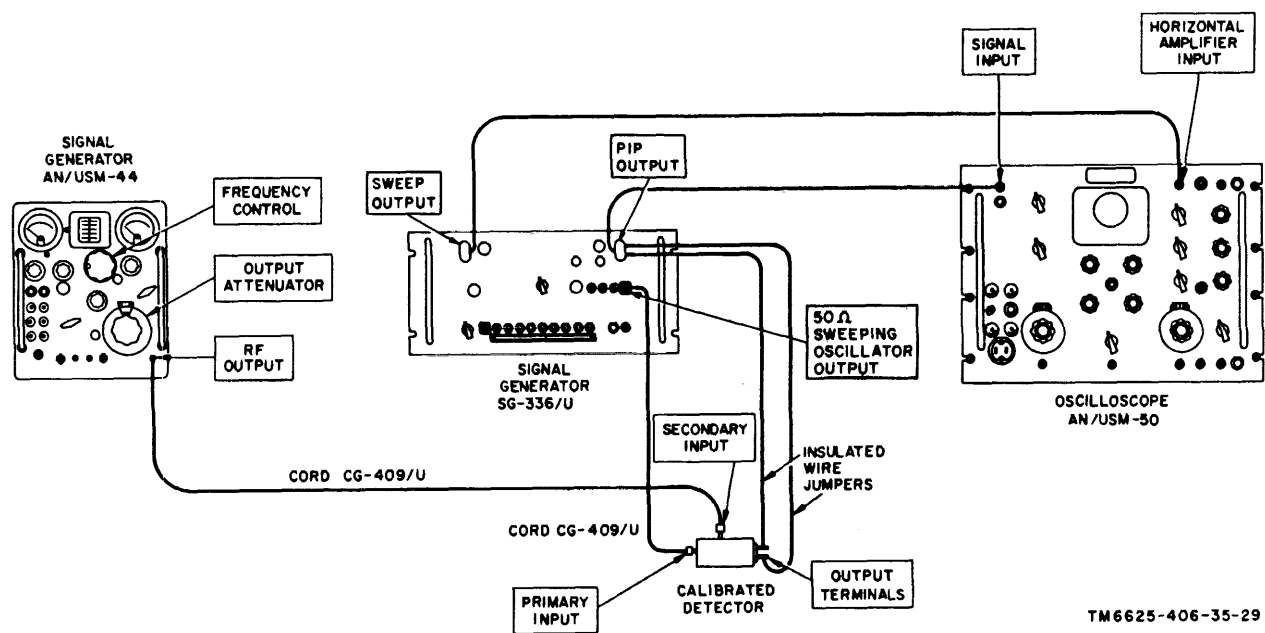 SIGNAL
GENERATOR
AN/USM-44
FREQUENCY
CONTROL
OUTPUT
ATTENUATOR
RF
OUTPUT
SWEEP
OUTPUT
PIP
OUTPUT
SIGNAL
INPUT
HORIZONTAL
AMPLIFIER
INPUT
SIGNAL
GENERATOR
SG-336/U
50Ω
SWEEPING
OSCILLATOR
OUTPUT
OSCILLOSCOPE
AN/USM-50
SECONDARY
INPUT
INSULATED
WIRE
JUMPERS
CORD CG-409/U
CORD CG-409/U
PRIMARY
INPUT
CALIBRATED
DETECTOR
OUTPUT
TERMINALS
TM6625-406-35-29